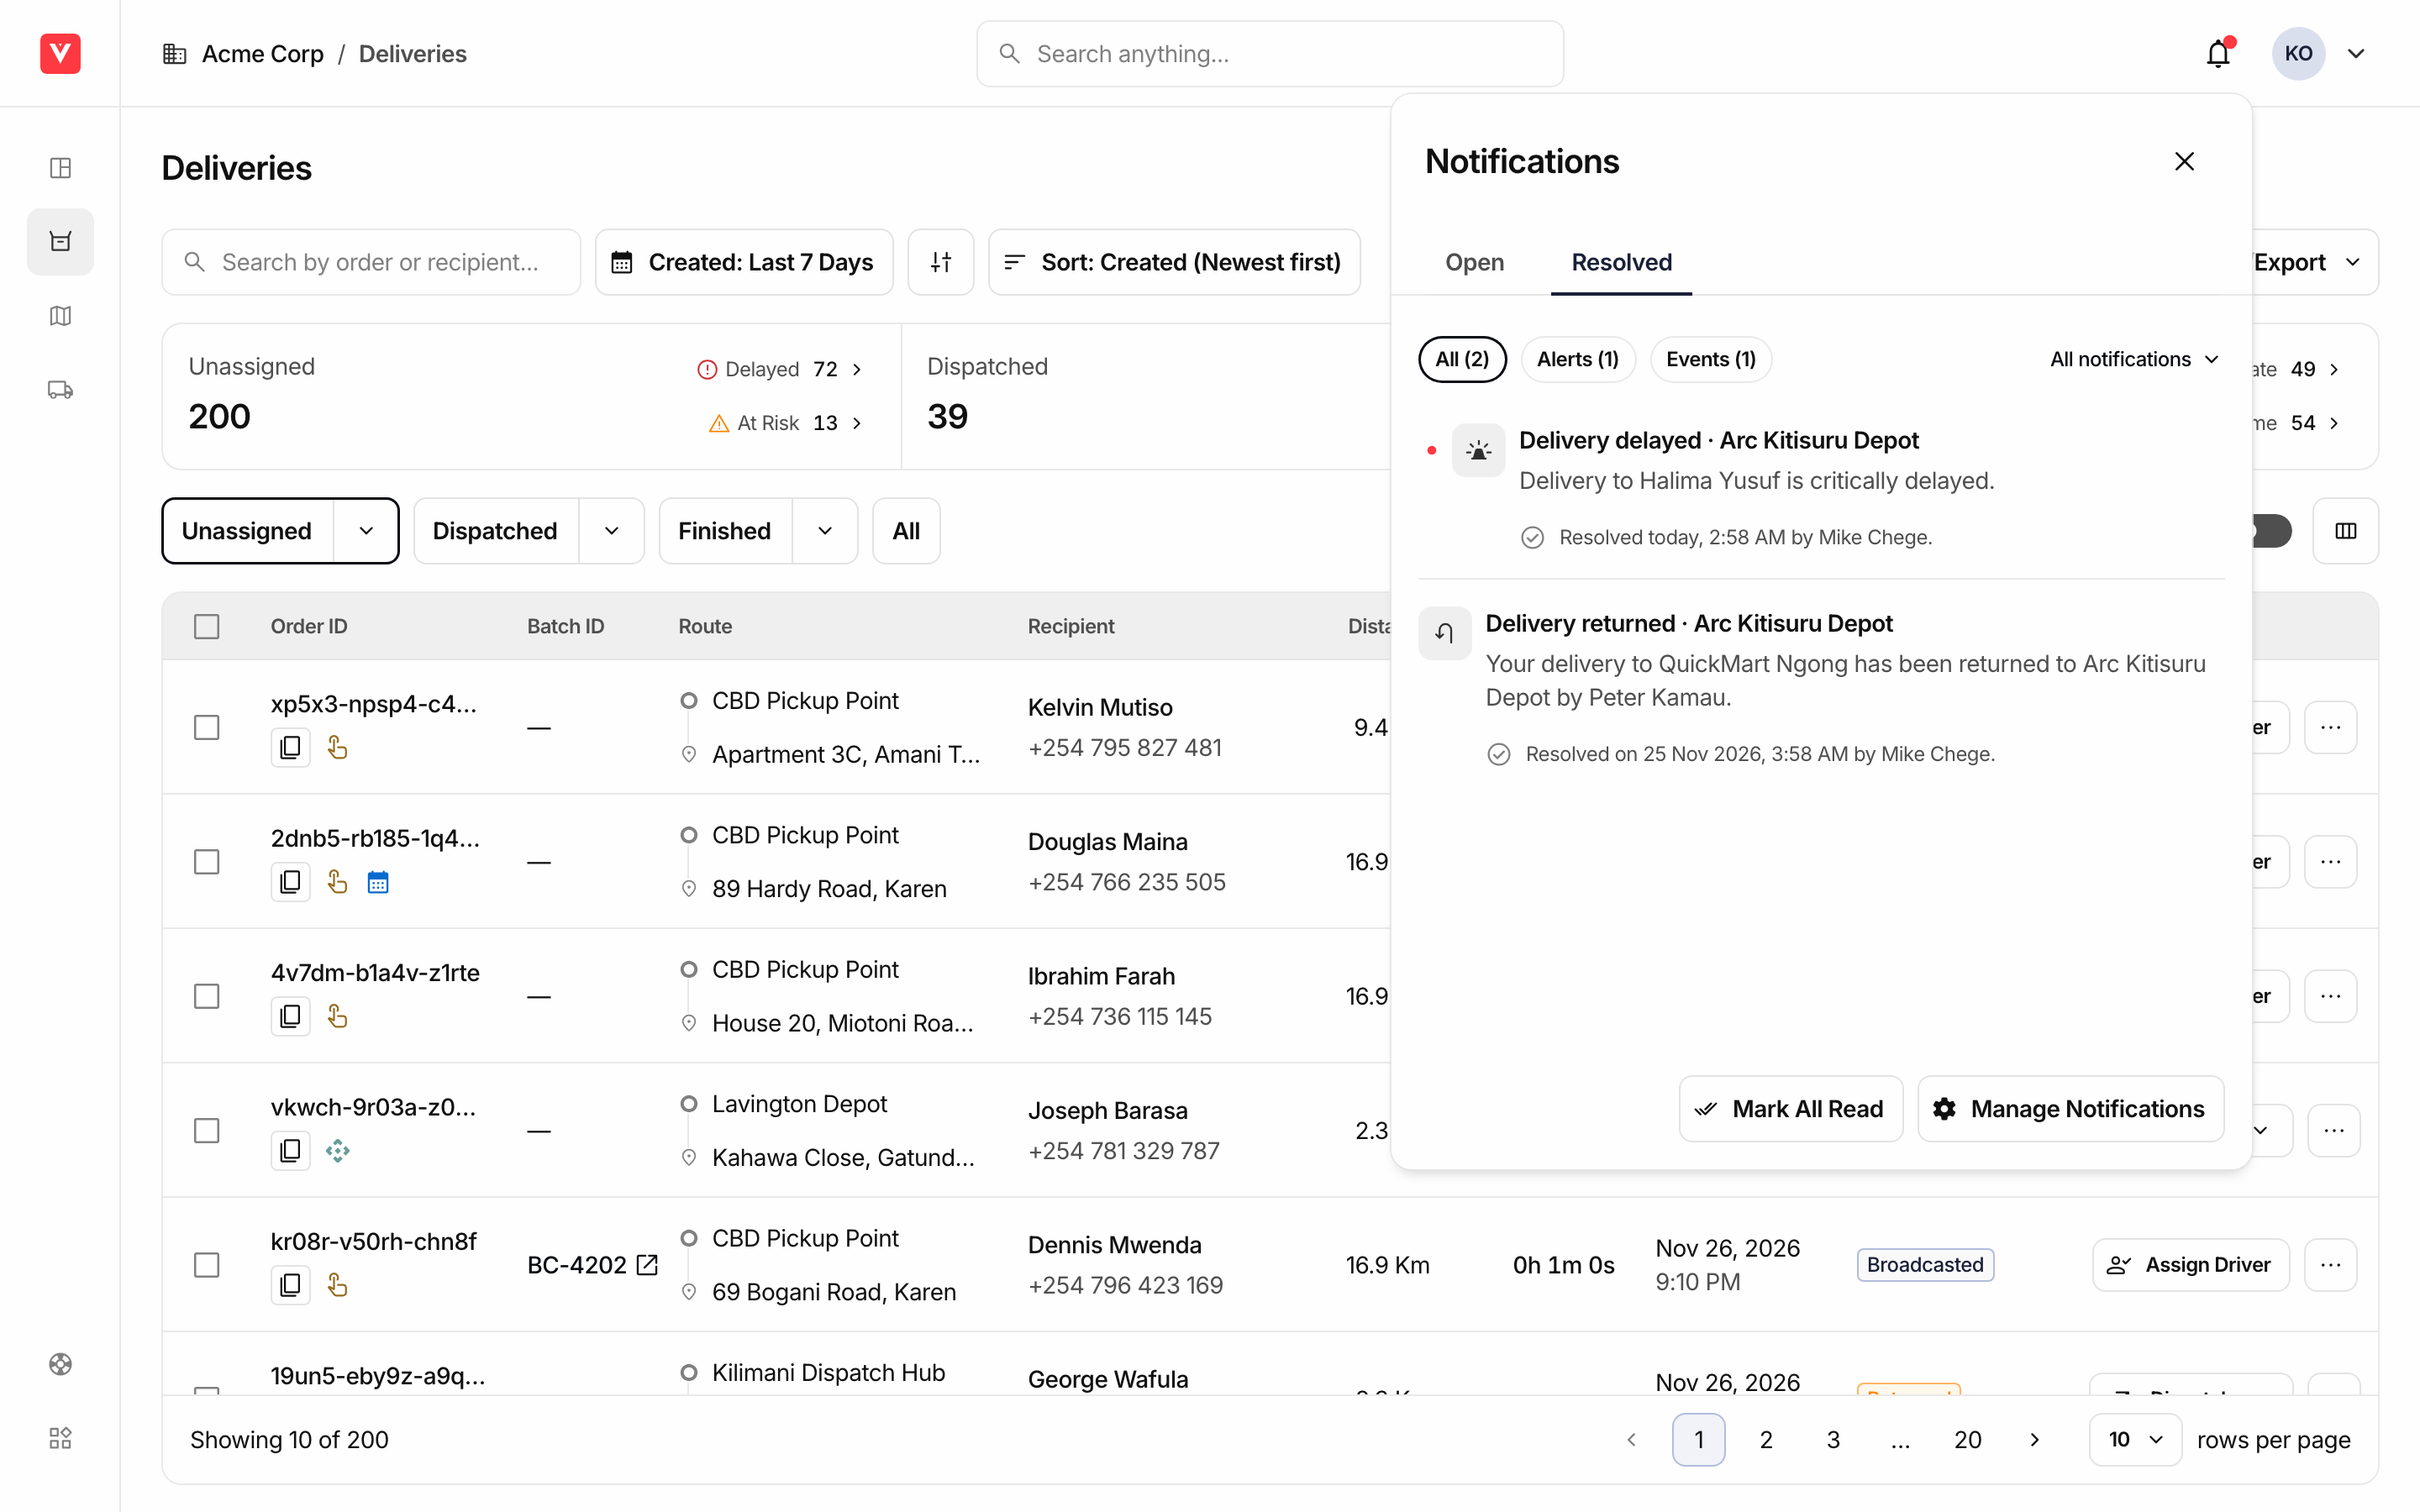 Acme Corp / Deliveries
Search anything...
KO
Deliveries
Search by order or recipient...
Created: Last 7 Days
Sort: Created (Newest first)
Export
Unassigned
200
Delayed 72
At Risk 13
Dispatched
39
49
54
Unassigned
Dispatched
Finished
All
Order ID
Batch ID
Route
Recipient
xp5x3-npsp4-c4...
—
CBD Pickup Point
Apartment 3C, Amani T...
Kelvin Mutiso
+254 795 827 481
9.4
2dnb5-rb185-1q4...
—
CBD Pickup Point
89 Hardy Road, Karen
Douglas Maina
+254 766 235 505
16.9
4v7dm-b1a4v-z1rte
—
CBD Pickup Point
House 20, Miotoni Roa...
Ibrahim Farah
+254 736 115 145
16.9
vkwch-9r03a-z0...
—
Lavington Depot
Kahawa Close, Gatund...
Joseph Barasa
+254 781 329 787
2.3
kr08r-v50rh-chn8f
BC-4202
CBD Pickup Point
69 Bogani Road, Karen
Dennis Mwenda
+254 796 423 169
16.9 Km
0h 1m 0s
Nov 26, 2026
9:10 PM
Broadcasted
Assign Driver
19un5-eby9z-a9q...
Kilimani Dispatch Hub
George Wafula
Nov 26, 2026
Showing 10 of 200
1
2
3
...
20
10
rows per page
Notifications
Open
Resolved
All (2)
Alerts (1)
Events (1)
All notifications
Delivery delayed · Arc Kitisuru Depot
Delivery to Halima Yusuf is critically delayed.
Resolved today, 2:58 AM by Mike Chege.
Delivery returned · Arc Kitisuru Depot
Your delivery to QuickMart Ngong has been returned to Arc Kitisuru
Depot by Peter Kamau.
Resolved on 25 Nov 2026, 3:58 AM by Mike Chege.
Mark All Read
Manage Notifications